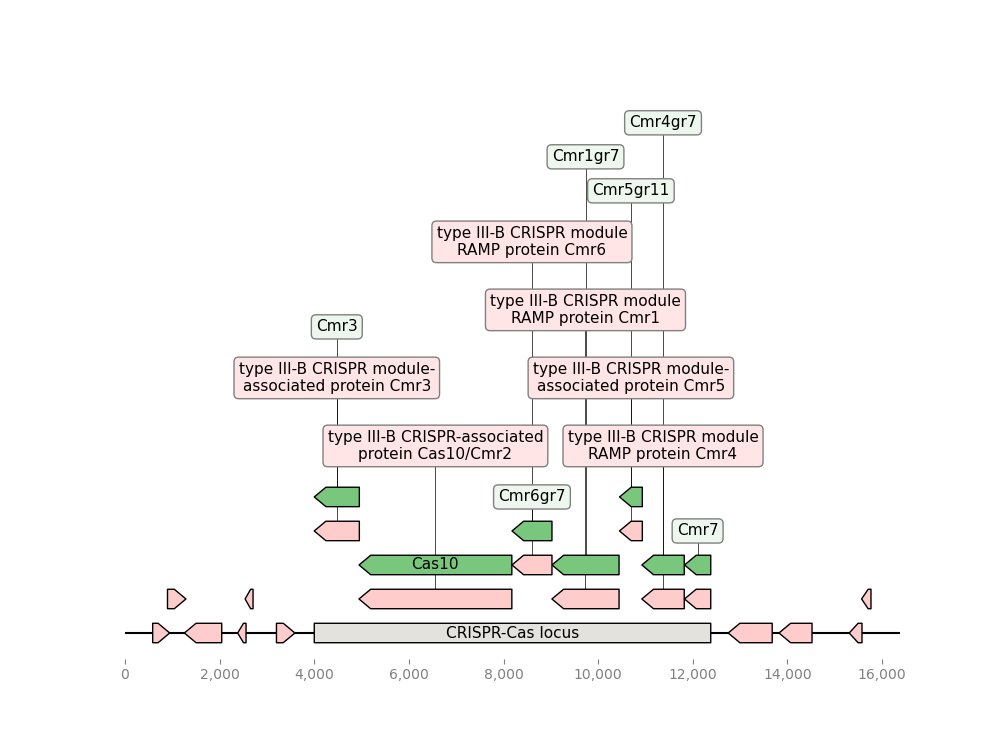 Cmr4gr7
Cmr1gr7
Cmr5gr11
type III-B CRISPR module
RAMP protein Cmr6
type III-B CRISPR module
RAMP protein Cmr1
Cmr3
type III-B CRISPR module-
associated protein Cmr3
type III-B CRISPR module-
associated protein Cmr5
type III-B CRISPR-associated
protein Cas10/Cmr2
type III-B CRISPR module
RAMP protein Cmr4
Cmr6gr7
Cmr7
Cas10
CRISPR-Cas locus
0 2,000 4,000 6,000 8,000 10,000 12,000 14,000 16,000